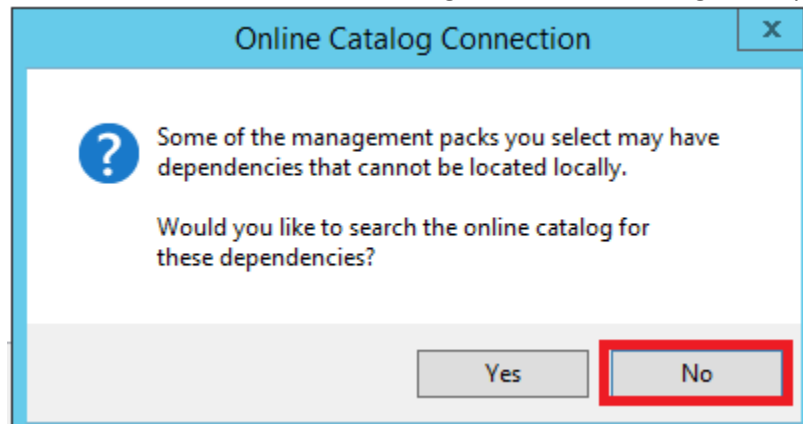 Online Catalog Connection
x
?
Some of the management packs you select may have
dependencies that cannot be located locally.
Would you like to search the online catalog for
these dependencies?
Yes No